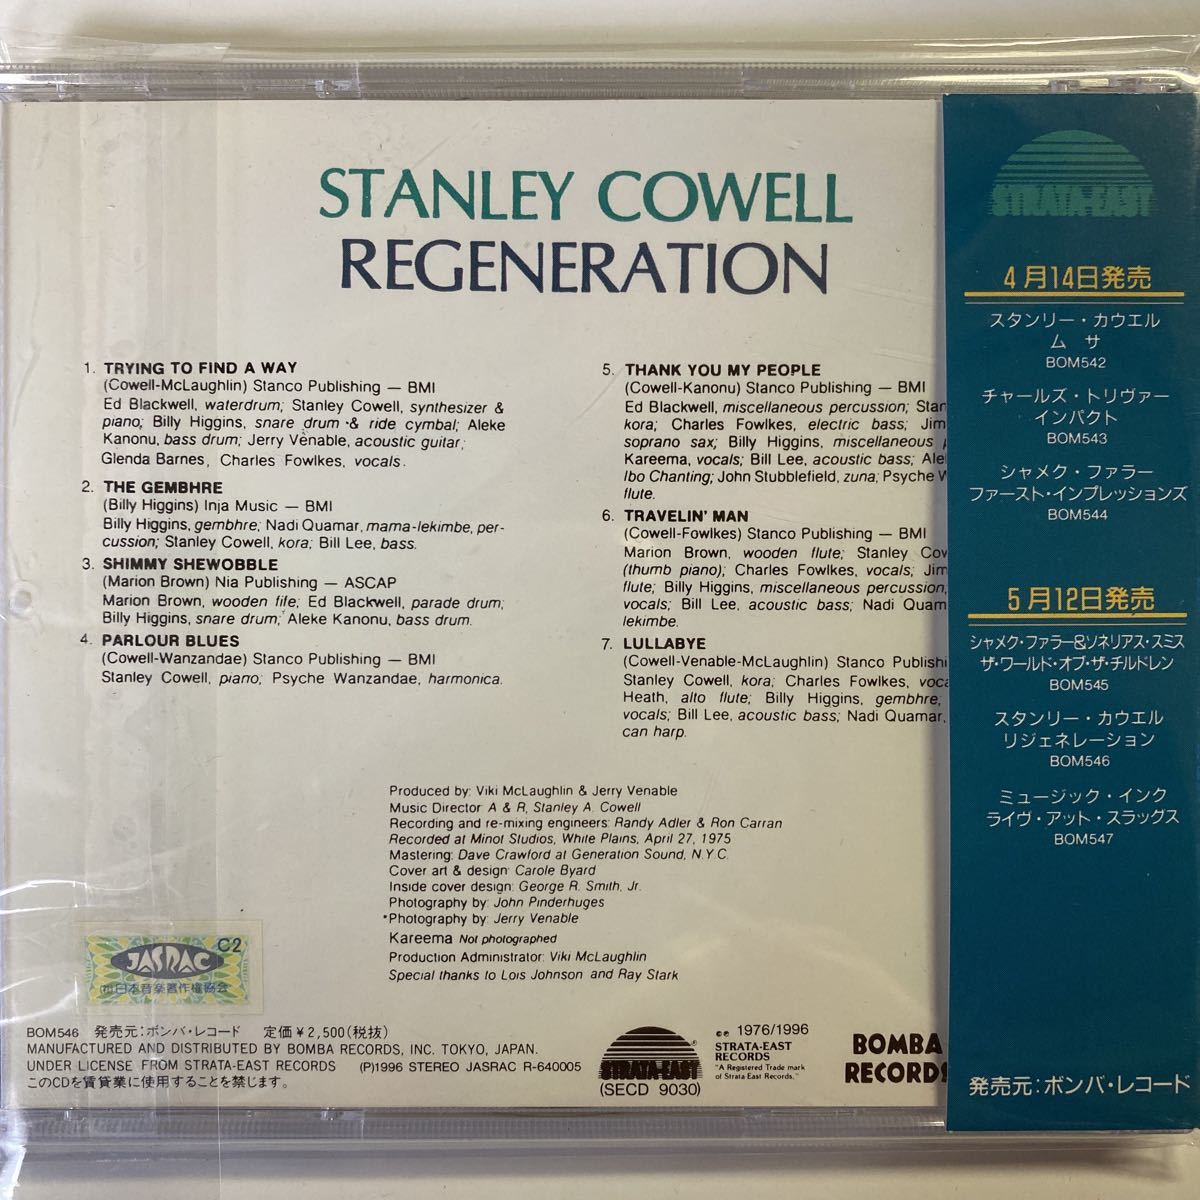 STANLEY COWELL
REGENERATION
1. TRYING TO FIND A WAY
(Cowell-McLaughlin) Stanco Publishing — BMI
Ed Blackwell, waterdrum; Stanley Cowell, synthesizer &
piano; Billy Higgins, snare drum & ride cymbal; Aleke
Kanonu, bass drum; Jerry Venable, acoustic guitar;
Glenda Barnes, Charles Fowlkes, vocals.
2. THE GEMBHRE
(Billy Higgins) Inja Music — BMI
Billy Higgins, gembhre; Nadi Quamar, mama-lekimbe, per-
cussion; Stanley Cowell, kora; Bill Lee, bass.
3. SHIMMY SHEWOBBLE
(Marion Brown) Nia Publishing — ASCAP
Marion Brown, wooden fife; Ed Blackwell, parade drum;
Billy Higgins, snare drum; Aleke Kanonu, bass drum.
4. PARLOUR BLUES
(Cowell-Wanzandae) Stanco Publishing — BMI
Stanley Cowell, piano; Psyche Wanzandae, harmonica.
5. THANK YOU MY PEOPLE
(Cowell-Kanonu) Stanco Publishing — BMI
Ed Blackwell, miscellaneous percussion; Stan
kora; Charles Fowlkes, electric bass; Jim
soprano sax; Billy Higgins, miscellaneous
Kareema, vocals; Bill Lee, acoustic bass; Ale
Ibo Chanting; John Stubblefield, zuna; Psyche W
flute.
6. TRAVELIN' MAN
(Cowell-Fowlkes) Stanco Publishing — BMI
Marion Brown, wooden flute; Stanley Cow
(thumb piano); Charles Fowlkes, vocals; Jim
flute; Billy Higgins, miscellaneous percussion,
vocals; Bill Lee, acoustic bass; Nadi Quam
lekimbe.
7. LULLABYE
(Cowell-Venable-McLaughlin) Stanco Publishi
Stanley Cowell, kora; Charles Fowlkes, voca
Heath, alto flute; Billy Higgins, gembhre;
vocals; Bill Lee, acoustic bass; Nadi Quamar,
can harp.
Produced by: Viki McLaughlin & Jerry Venable
Music Director: A & R, Stanley A. Cowell
Recording and re-mixing engineers: Randy Adler & Ron Carran
Recorded at Minot Studios, White Plains, April 27, 1975
Mastering: Dave Crawford at Generation Sound, N.Y.C.
Cover art & design: Carole Byard
Inside cover design: George R. Smith, Jr.
Photography by: John Pinderhuges
*Photography by: Jerry Venable
Kareema Not photographed
Production Administrator: Viki McLaughlin
Special thanks to Lois Johnson and Ray Stark
JASRAC C2
(社)日本音楽著作権協会
BOM546 発売元:ボンバ・レコード 定価¥2,500(税抜)
MANUFACTURED AND DISTRIBUTED BY BOMBA RECORDS, INC. TOKYO, JAPAN.
UNDER LICENSE FROM STRATA-EAST RECORDS (P)1996 STEREO JASRAC R-640005
このCDを賃貸業に使用することを禁じます。
STRATA-EAST
(SECD 9030)
℗© 1976/1996
STRATA-EAST
RECORDS
"A Registered Trade mark
of Strata East Records."
BOMBA
RECORDS
STRATA-EAST
4月14日発売
スタンリー・カウエル
ムサ
BOM542
チャールズ・トリヴァー
インパクト
BOM543
シャメク・ファラー
ファースト・インプレッションズ
BOM544
5月12日発売
シャメク・ファラー&ソネリアス・スミス
ザ・ワールド・オブ・ザ・チルドレン
BOM545
スタンリー・カウエル
リジェネレーション
BOM546
ミュージック・インク
ライヴ・アット・スラッグス
BOM547
発売元:ボンバ・レコード